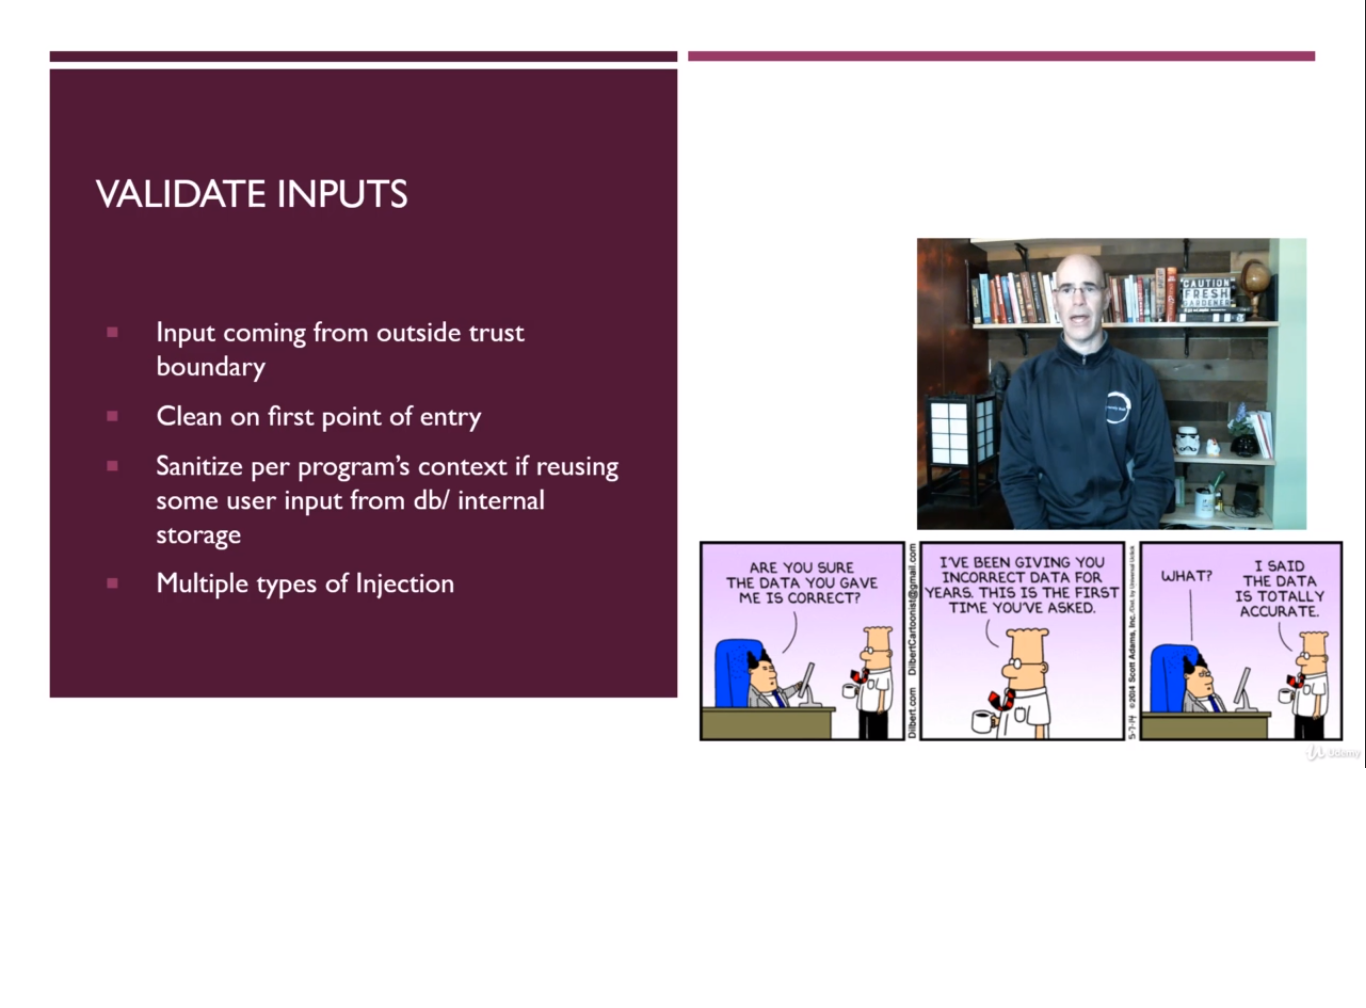 VALIDATE INPUTS
Input coming from outside trust
boundary
Clean on first point of entry
Sanitize per program's context if reusing
some user input from db/ internal
storage
Multiple types of Injection
CAUTION
FRESH
ARE YOU SURE
THE DATA YOU GAVE
ME IS CORRECT?
Dilbert.com DilbertCartoonist@gmail.com
I'VE BEEN GIVING YOU
INCORRECT DATA FOR
YEARS. THIS IS THE FIRST
TIME YOU'VE ASKED.
5-7-14 ©2014 Scott Adams, Inc.
WHAT?
I SAID
THE DATA
IS TOTALLY
ACCURATE.
Udemy